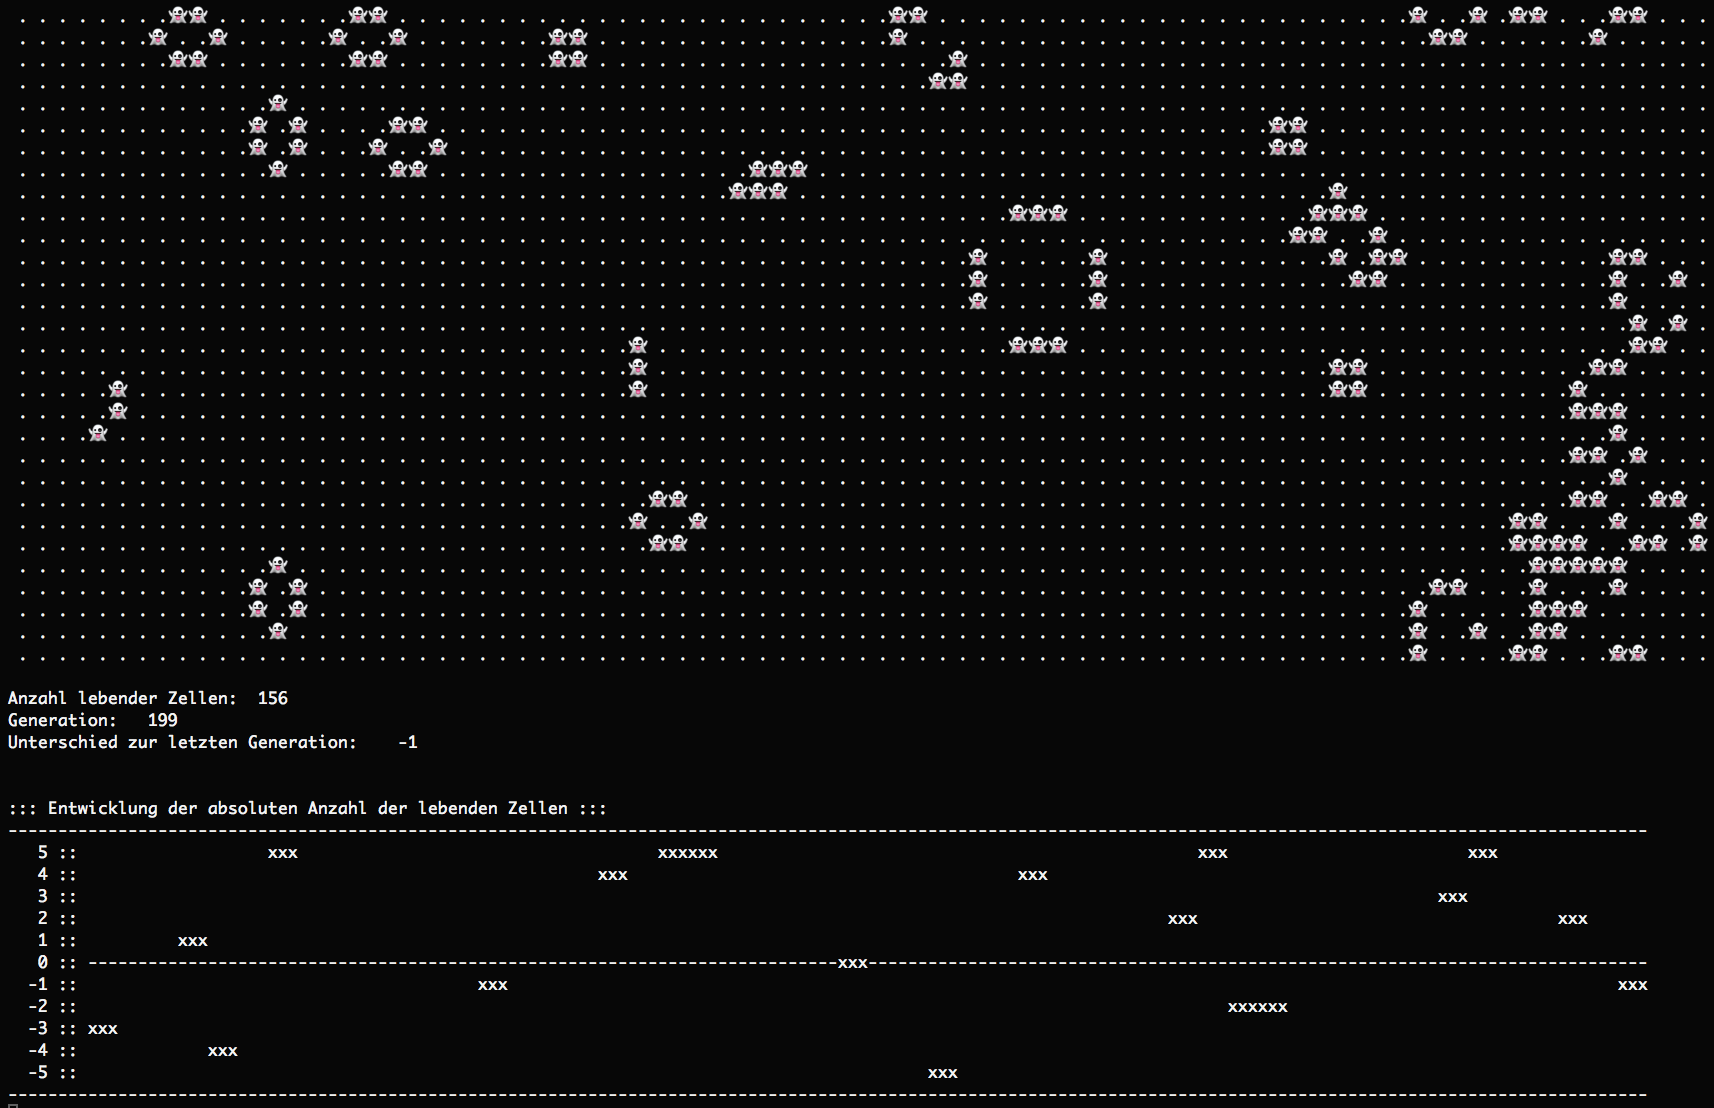 Anzahl lebender Zellen:  156
Generation:   199
Unterschied zur letzten Generation:    -1
::: Entwicklung der absoluten Anzahl der lebenden Zellen :::
5 :: xxx xxxxxx xxx xxx
4 :: xxx xxx
3 :: xxx
2 :: xxx xxx
1 :: xxx
0 :: ---------------------------------------------------------------------------xxx------------------------------------------------------------------------------
-1 :: xxx xxx
-2 :: xxxxxx
-3 :: xxx
-4 :: xxx
-5 :: xxx